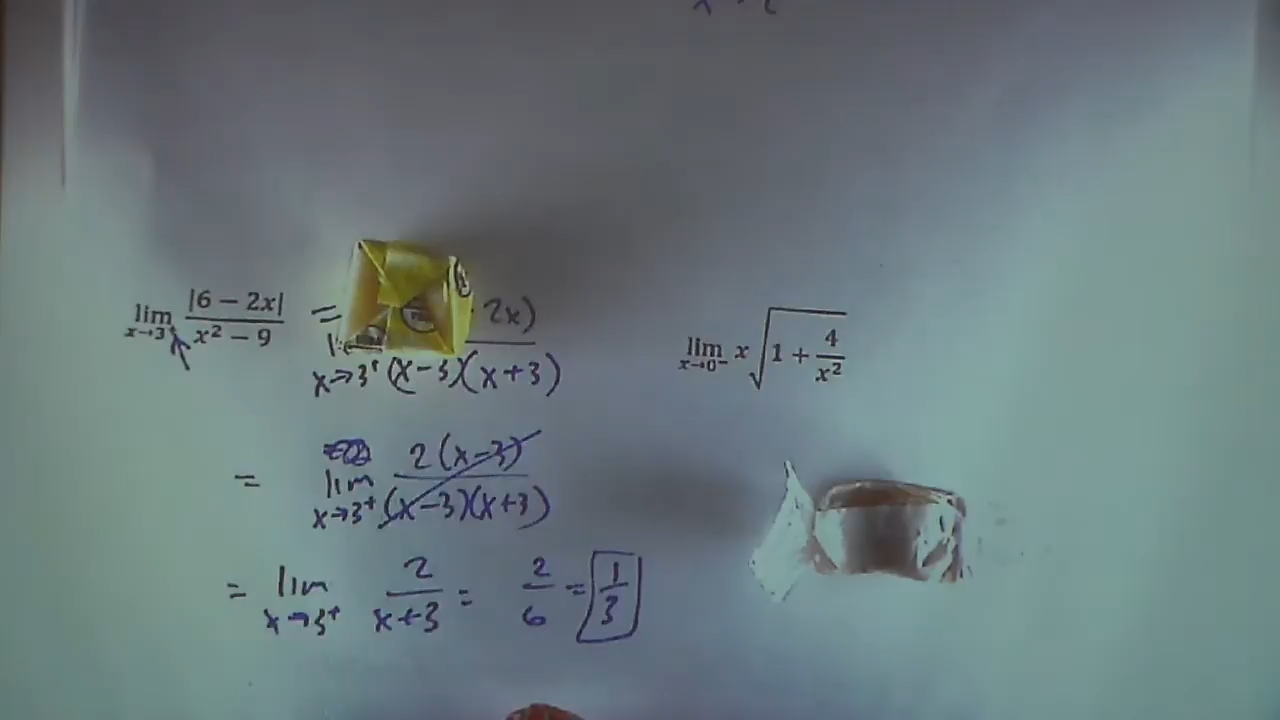 lim x→3⁺ |6 − 2x| / x² − 9 = 2x) / x→3⁺ (x−3)(x+3)
lim x→0⁻ x√1 + 4/x²
= lim x→3⁺ 2(x−3) / (x−3)(x+3)
= lim x→3⁺ 2 / x+3 = 2/6 = 1/3